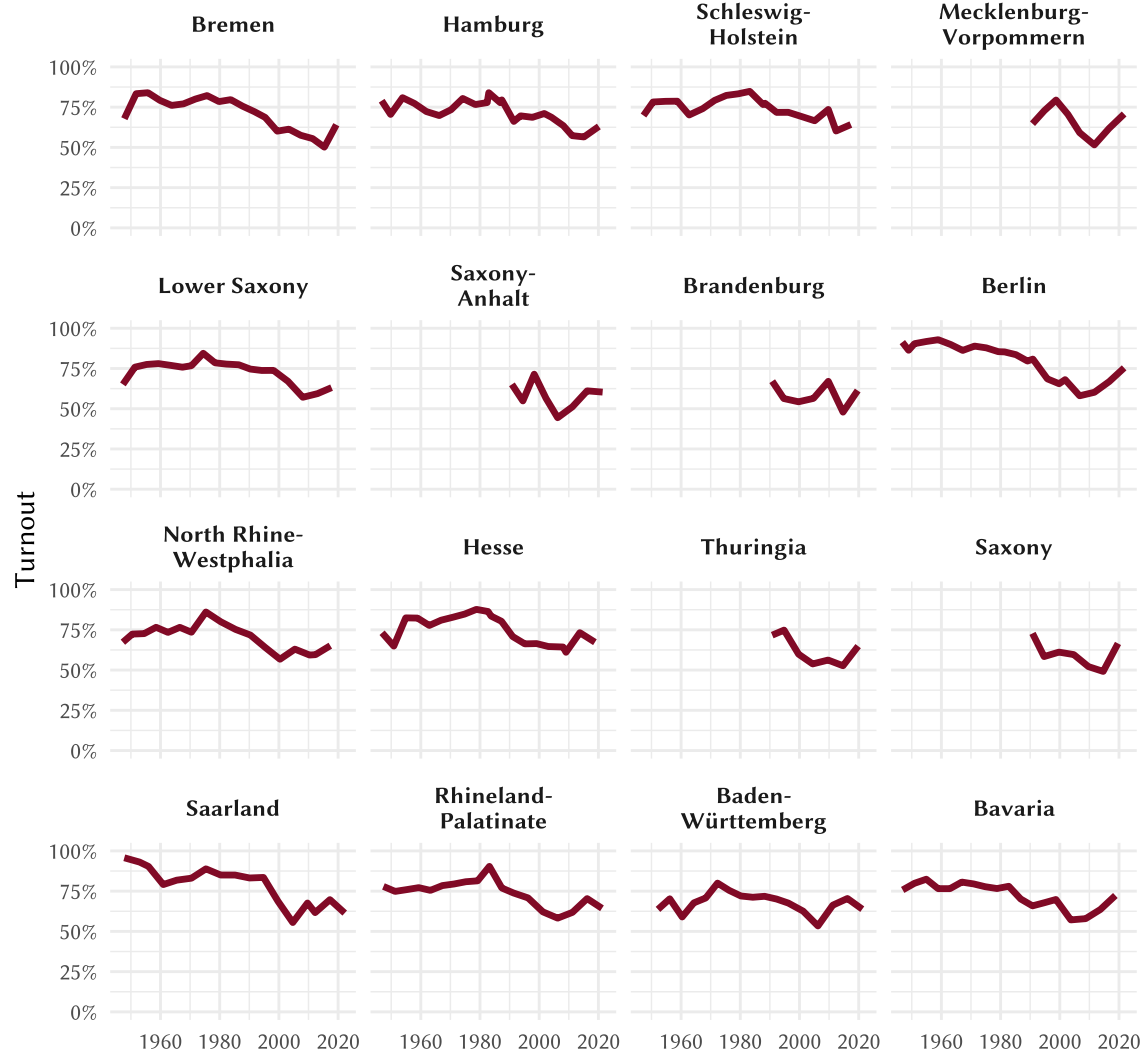 Bremen
Hamburg
Schleswig-
Holstein
Mecklenburg-
Vorpommern
100%
75%
50%
25%
0%
Lower Saxony
Saxony-
Anhalt
Brandenburg
Berlin
100%
75%
50%
25%
0%
Turnout
North Rhine-
Westphalia
Hesse
Thuringia
Saxony
100%
75%
50%
25%
0%
Saarland
Rhineland-
Palatinate
Baden-
Württemberg
Bavaria
100%
75%
50%
25%
0%
1960 1980 2000 2020 1960 1980 2000 2020 1960 1980 2000 2020 1960 1980 2000 2020